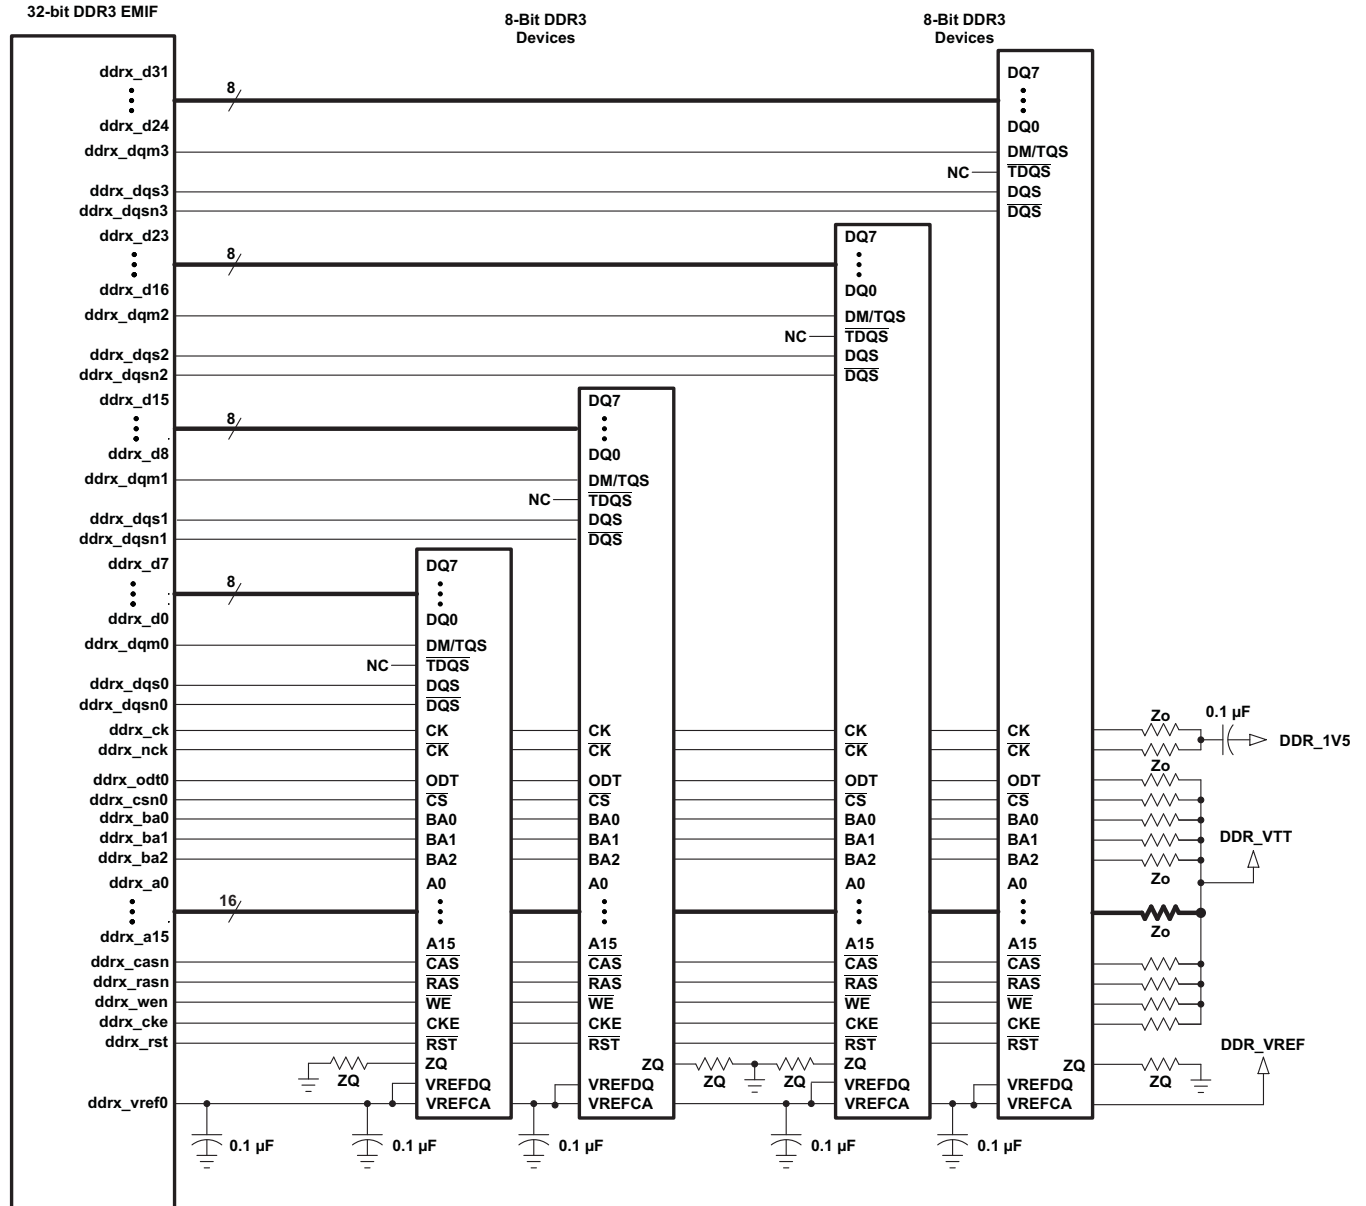 32-bit DDR3 EMIF
8-Bit DDR3
Devices
8-Bit DDR3
Devices
ddrx_d31
8
DQ7
ddrx_d24
DQ0
ddrx_dqm3
DM/TQS
NC
TDQS
ddrx_dqs3
DQS
ddrx_dqsn3
DQS
ddrx_d23
8
DQ7
ddrx_d16
DQ0
ddrx_dqm2
DM/TQS
NC
TDQS
ddrx_dqs2
DQS
ddrx_dqsn2
DQS
ddrx_d15
8
DQ7
ddrx_d8
DQ0
ddrx_dqm1
DM/TQS
NC
TDQS
ddrx_dqs1
DQS
ddrx_dqsn1
DQS
ddrx_d7
8
DQ7
ddrx_d0
DQ0
ddrx_dqm0
DM/TQS
NC
TDQS
ddrx_dqs0
DQS
ddrx_dqsn0
DQS
ddrx_ck CK CK CK CK Zo 0.1 µF
ddrx_nck CK CK CK CK Zo DDR_1V5
ddrx_odt0 ODT ODT ODT ODT
ddrx_csn0 CS CS CS CS
ddrx_ba0 BA0 BA0 BA0 BA0
ddrx_ba1 BA1 BA1 BA1 BA1 DDR_VTT
ddrx_ba2 BA2 BA2 BA2 BA2
Zo
ddrx_a0 A0 A0 A0 A0
16
Zo
ddrx_a15 A15 A15 A15 A15
ddrx_casn CAS CAS CAS CAS
ddrx_rasn RAS RAS RAS RAS
ddrx_wen WE WE WE WE
ddrx_cke CKE CKE CKE CKE
ddrx_rst RST RST RST RST DDR_VREF
ZQ ZQ ZQ ZQ
ZQ ZQ ZQ ZQ
VREFDQ VREFDQ VREFDQ VREFDQ
ddrx_vref0 VREFCA VREFCA VREFCA VREFCA
0.1 µF 0.1 µF 0.1 µF 0.1 µF 0.1 µF